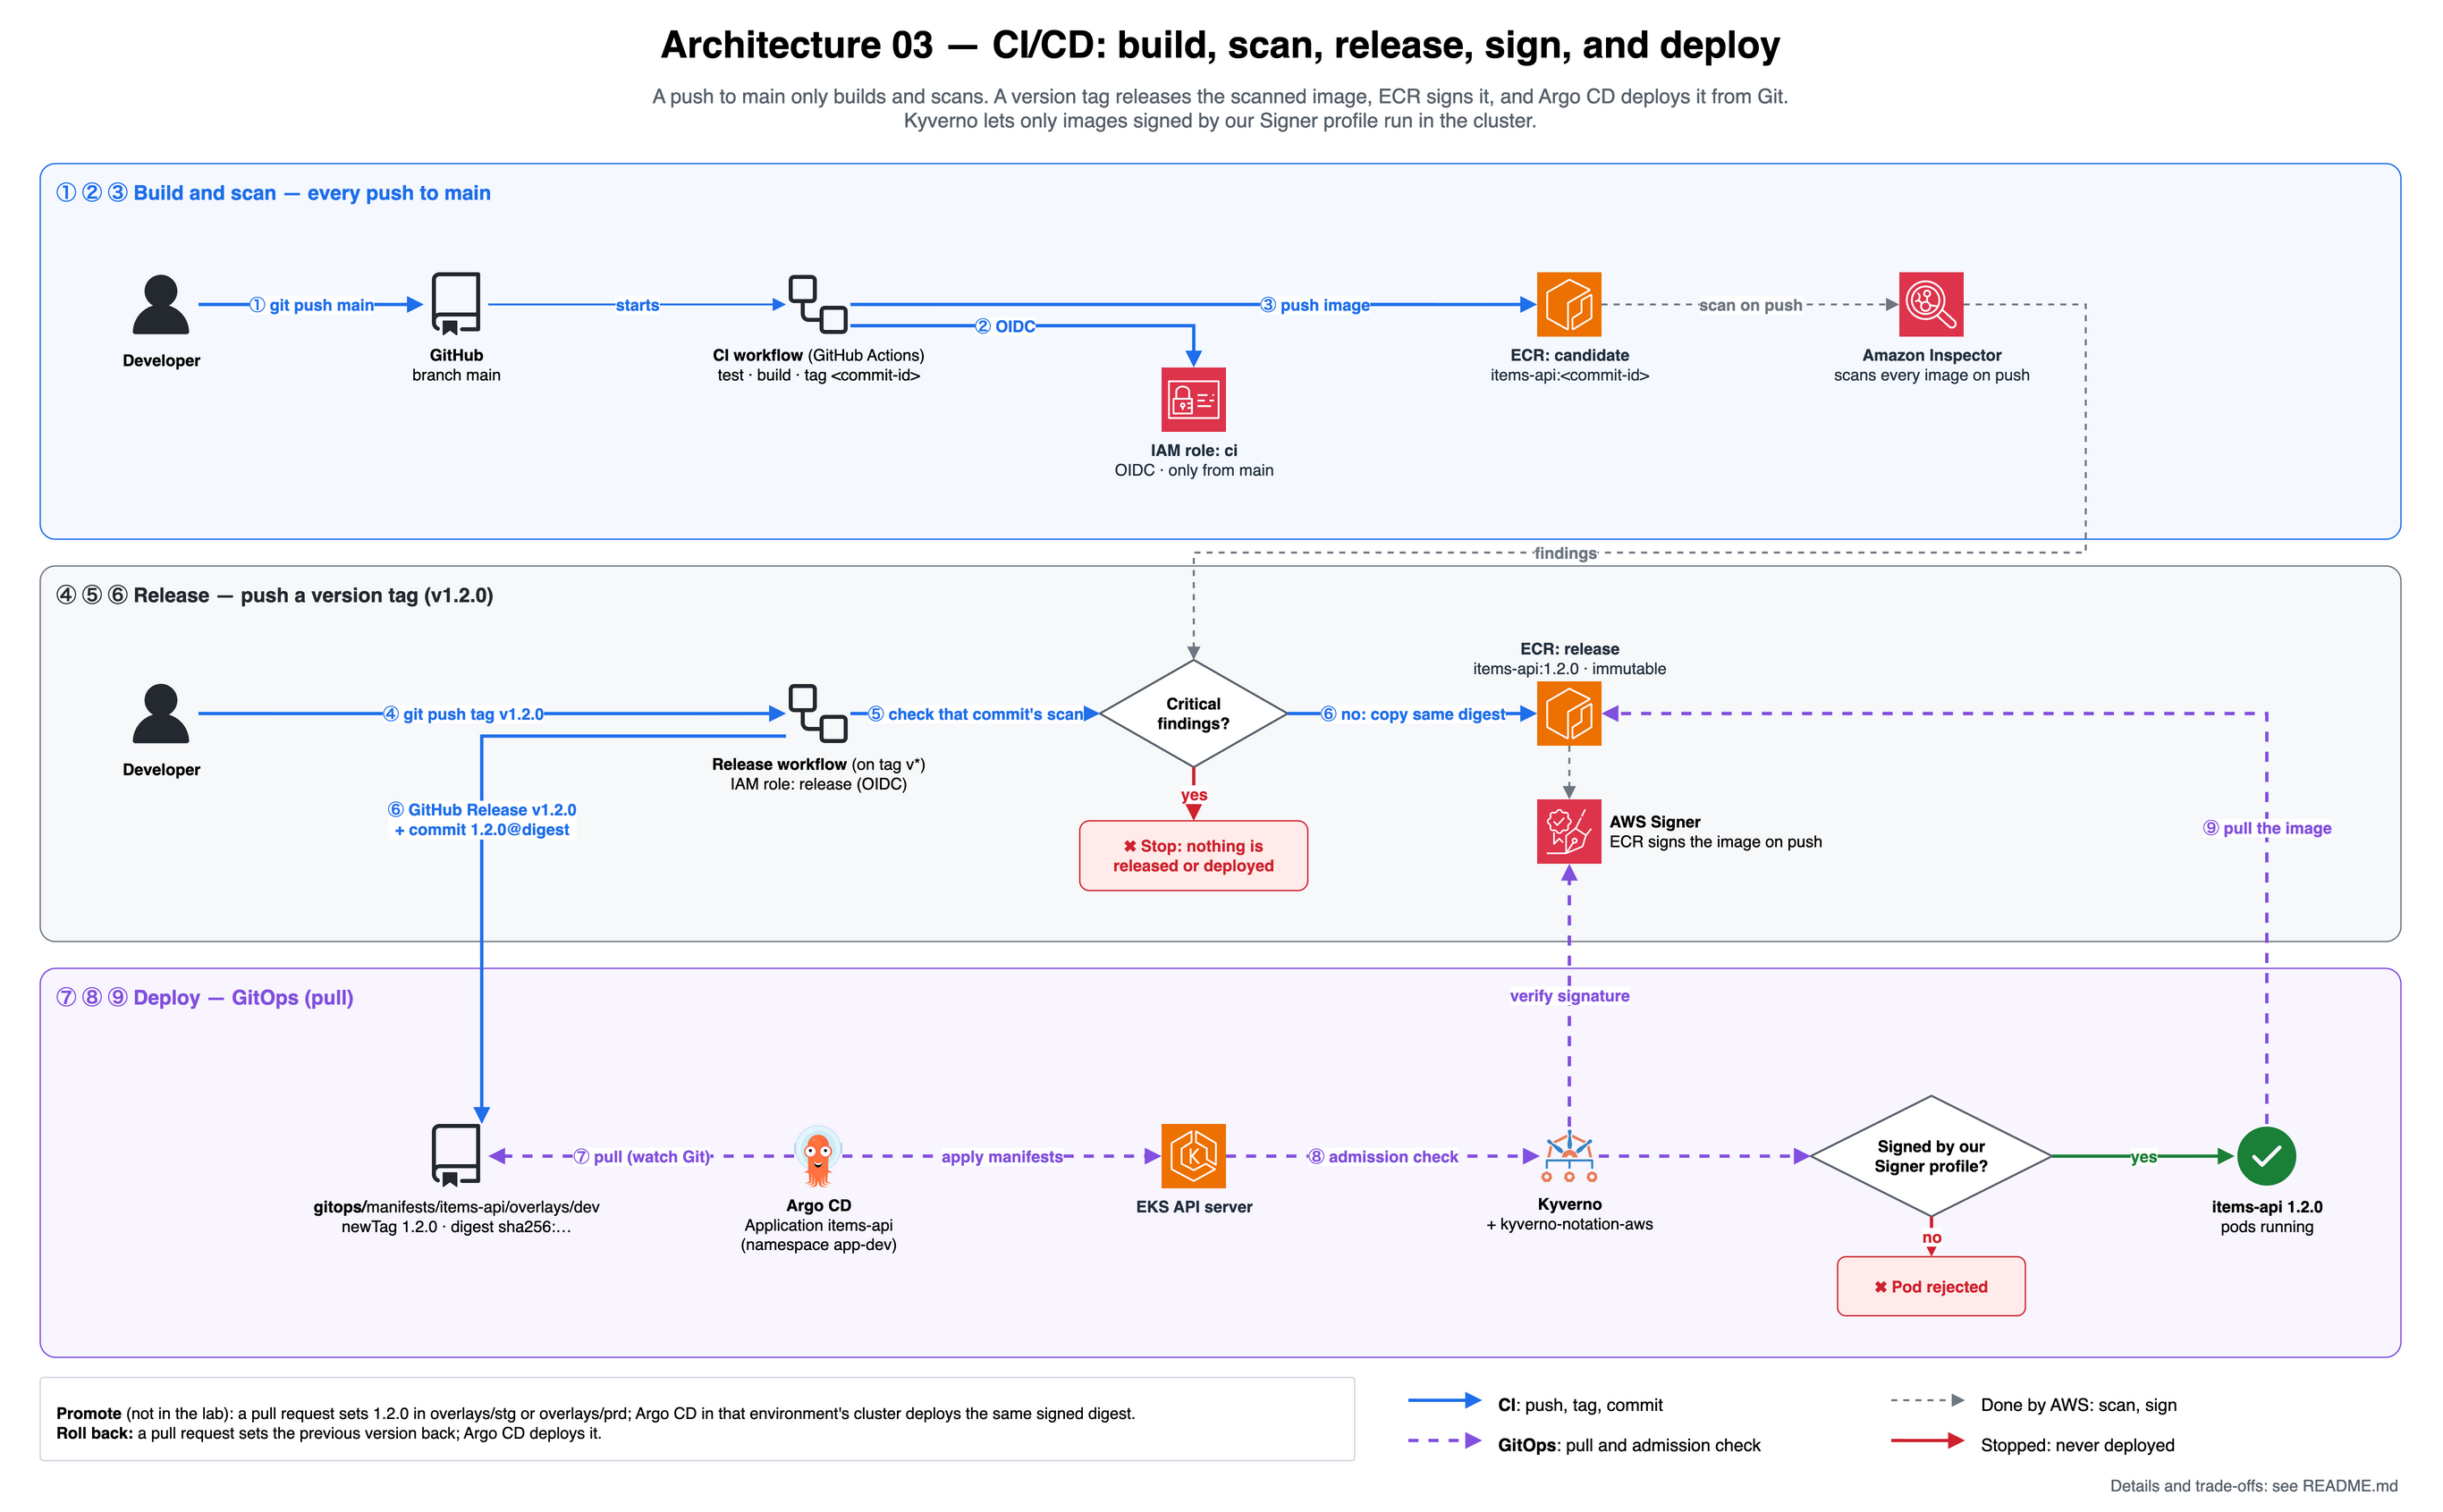 Architecture 03 — CI/CD: build, scan, release, sign, and deploy
A push to main only builds and scans. A version tag releases the scanned image, ECR signs it, and Argo CD deploys it from Git.
Kyverno lets only images signed by our Signer profile run in the cluster.
① ② ③ Build and scan — every push to main
① git push main
starts
③ push image
scan on push
② OIDC
Developer
GitHub
branch main
CI workflow (GitHub Actions)
test · build · tag <commit-id>
ECR: candidate
items-api:<commit-id>
Amazon Inspector
scans every image on push
IAM role: ci
OIDC · only from main
findings
④ ⑤ ⑥ Release — push a version tag (v1.2.0)
ECR: release
items-api:1.2.0 · immutable
④ git push tag v1.2.0
⑤ check that commit's scan
Critical
findings?
⑥ no: copy same digest
Developer
Release workflow (on tag v*)
IAM role: release (OIDC)
yes
⑥ GitHub Release v1.2.0
+ commit 1.2.0@digest
✖ Stop: nothing is
released or deployed
AWS Signer
ECR signs the image on push
⑨ pull the image
⑦ ⑧ ⑨ Deploy — GitOps (pull)
verify signature
⑦ pull (watch Git)
apply manifests
⑧ admission check
Signed by our
Signer profile?
yes
gitops/manifests/items-api/overlays/dev
newTag 1.2.0 · digest sha256:…
Argo CD
Application items-api
(namespace app-dev)
EKS API server
Kyverno
+ kyverno-notation-aws
items-api 1.2.0
pods running
no
✖ Pod rejected
Promote (not in the lab): a pull request sets 1.2.0 in overlays/stg or overlays/prd; Argo CD in that environment's cluster deploys the same signed digest.
Roll back: a pull request sets the previous version back; Argo CD deploys it.
CI: push, tag, commit
Done by AWS: scan, sign
GitOps: pull and admission check
Stopped: never deployed
Details and trade-offs: see README.md